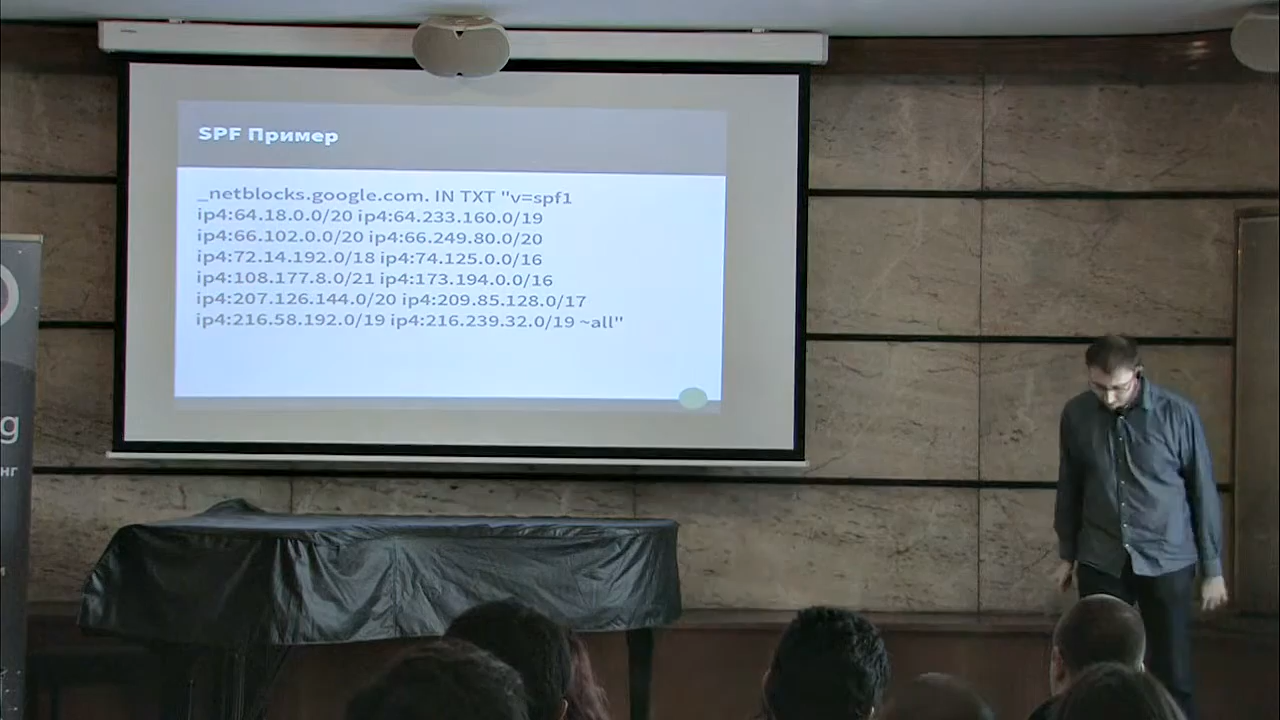 SPF Пример
_netblocks.google.com. IN TXT "v=spf1
ip4:64.18.0.0/20 ip4:64.233.160.0/19
ip4:66.102.0.0/20 ip4:66.249.80.0/20
ip4:72.14.192.0/18 ip4:74.125.0.0/16
ip4:108.177.8.0/21 ip4:173.194.0.0/16
ip4:207.126.144.0/20 ip4:209.85.128.0/17
ip4:216.58.192.0/19 ip4:216.239.32.0/19 ~all"
g
нг